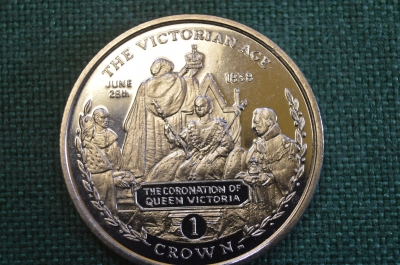 THE VICTORIAN AGE
JUNE
28th
1838
THE CORONATION OF
QUEEN VICTORIA
1
CROWN